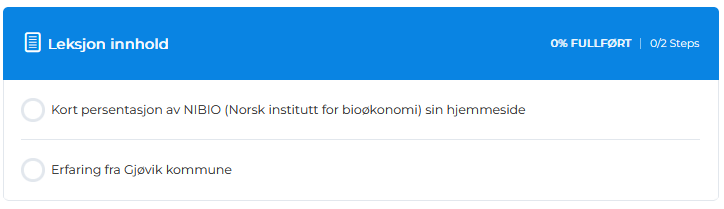 Leksjon innhold
0% FULLFØRT | 0/2 Steps
Kort persentasjon av NIBIO (Norsk institutt for bioøkonomi) sin hjemmeside
Erfaring fra Gjøvik kommune